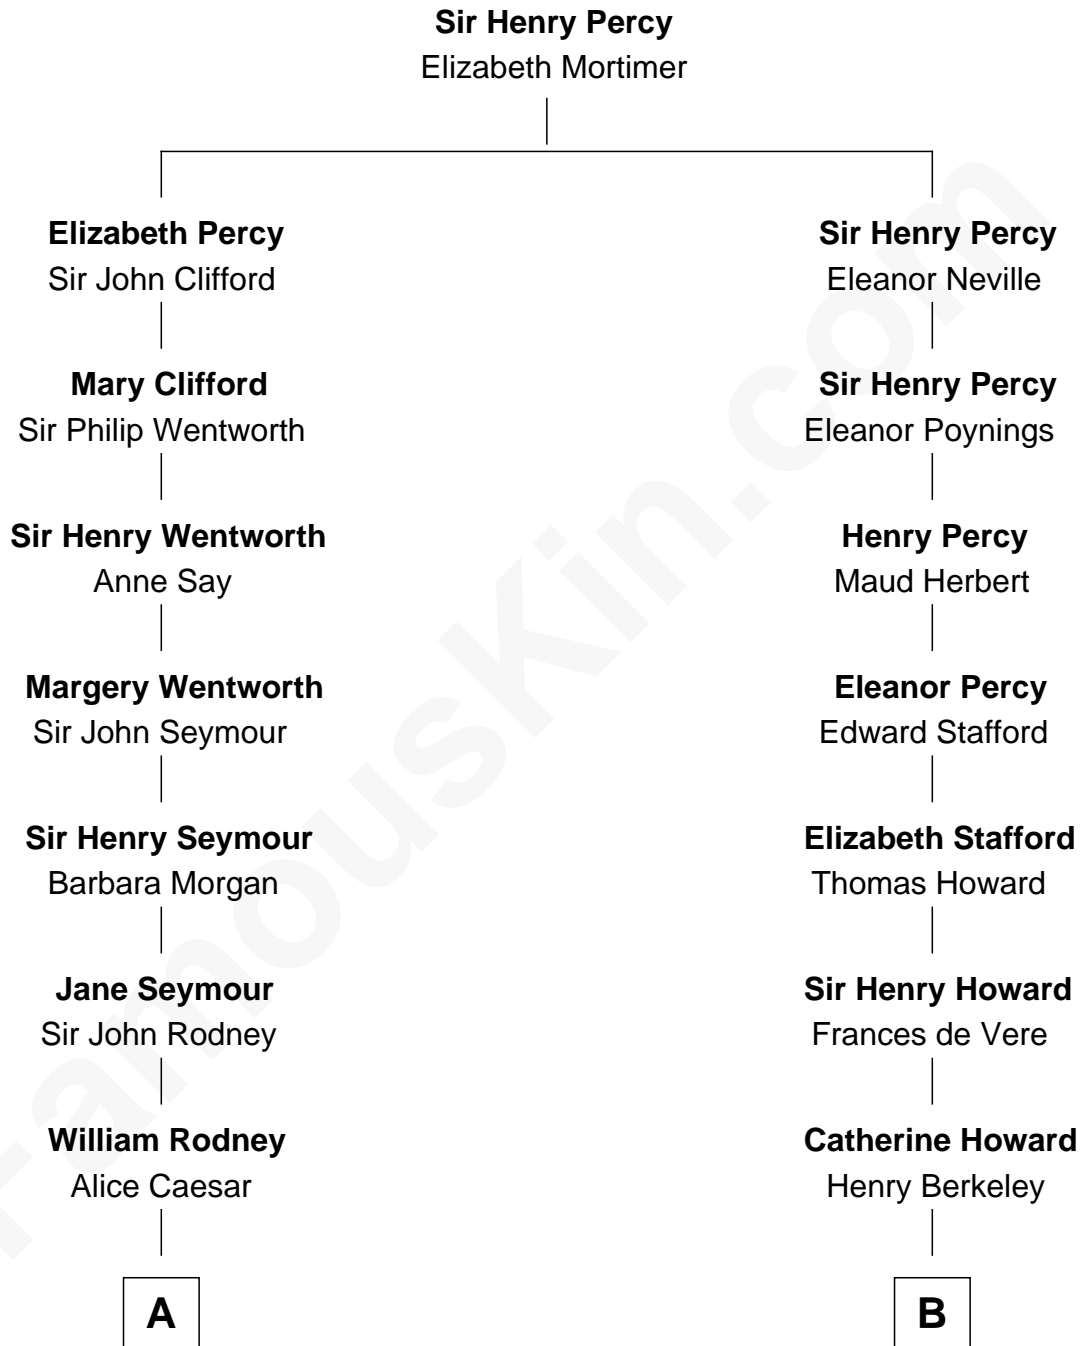 Sir Henry Percy
Elizabeth Mortimer
Elizabeth Percy
Sir John Clifford
Sir Henry Percy
Eleanor Neville
Mary Clifford
Sir Philip Wentworth
Sir Henry Percy
Eleanor Poynings
Sir Henry Wentworth
Anne Say
Henry Percy
Maud Herbert
Margery Wentworth
Sir John Seymour
Eleanor Percy
Edward Stafford
Sir Henry Seymour
Barbara Morgan
Elizabeth Stafford
Thomas Howard
Jane Seymour
Sir John Rodney
Sir Henry Howard
Frances de Vere
William Rodney
Alice Caesar
Catherine Howard
Henry Berkeley
A
B
FamousKin.com